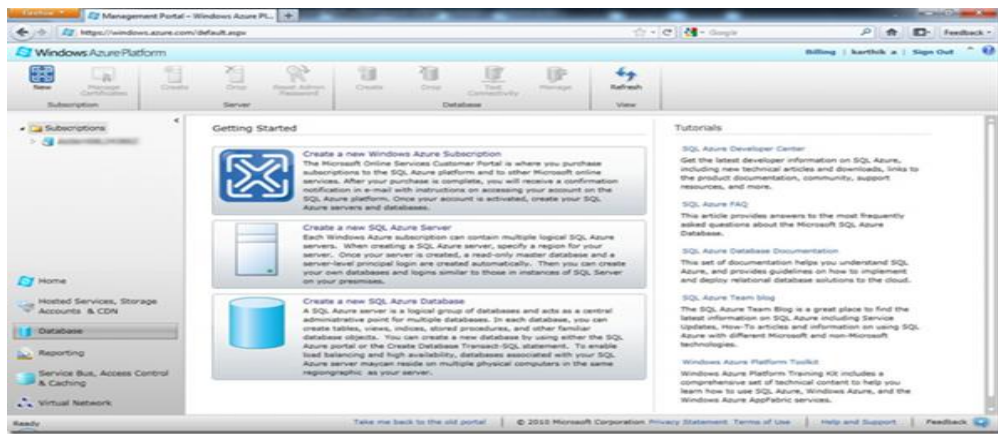 Firefox
Management Portal - Windows Azure Pl...
https://windows.azure.com/default.aspx
Google
Feedback
Windows Azure Platform
Billing | karthik a | Sign Out
New
Manage Certificates
Create
Drop
Reset Admin Password
Create
Drop
Test Connectivity
Manage
Refresh
Subscription
Server
Database
View
Subscriptions
Home
Hosted Services, Storage
Accounts & CDN
Database
Reporting
Service Bus, Access Control
& Caching
Virtual Network
Getting Started
Create a new Windows Azure Subscription
The Microsoft Online Services Customer Portal is where you purchase
subscriptions to the SQL Azure platform and to other Microsoft online
services. After your purchase is complete, you will receive a confirmation
notification in e-mail with instructions on accessing your account on the
SQL Azure platform. Once your account is activated, create your SQL
Azure servers and databases.
Create a new SQL Azure Server
Each Windows Azure subscription can contain multiple logical SQL Azure
servers. When creating a SQL Azure server, specify a region for your
server. Once your server is created, a read-only master database and a
server-level principal login are created automatically. Then you can create
your own databases and logins similar to those in instances of SQL Server
on your premises.
Create a new SQL Azure Database
A SQL Azure server is a logical group of databases and acts as a central
administrative point for multiple databases. In each database, you can
create tables, views, indices, stored procedures, and other familiar
database objects. You can create a new database by using either the SQL
Azure portal or the Create Database Transact-SQL statement. To enable
load balancing and high availability, databases associated with your SQL
Azure server maycan reside on multiple physical computers in the same
regiongraphic as your server.
Tutorials
SQL Azure Developer Center
Get the latest developer information on SQL Azure,
including new technical articles and downloads, links to
the product documentation, community, support
resources, and more.
SQL Azure FAQ
This article provides answers to the most frequently
asked questions about the Microsoft SQL Azure
Database.
SQL Azure Database Documentation
This set of documentation helps you understand SQL
Azure, and provides guidelines on how to implement
and deploy relational database solutions to the cloud.
SQL Azure Team blog
The SQL Azure Team Blog is a great place to find the
latest information on SQL Azure including Service
Updates, How-To articles and information on using SQL
Azure with different Microsoft and non-Microsoft
technologies.
Windows Azure Platform Toolkit
Windows Azure Platform Training Kit includes a
comprehensive set of technical content to help you
learn how to use SQL Azure, Windows Azure, and the
Windows Azure AppFabric services.
Ready
Take me back to the old portal | © 2010 Microsoft Corporation Privacy Statement Terms of Use | Help and Support | Feedback